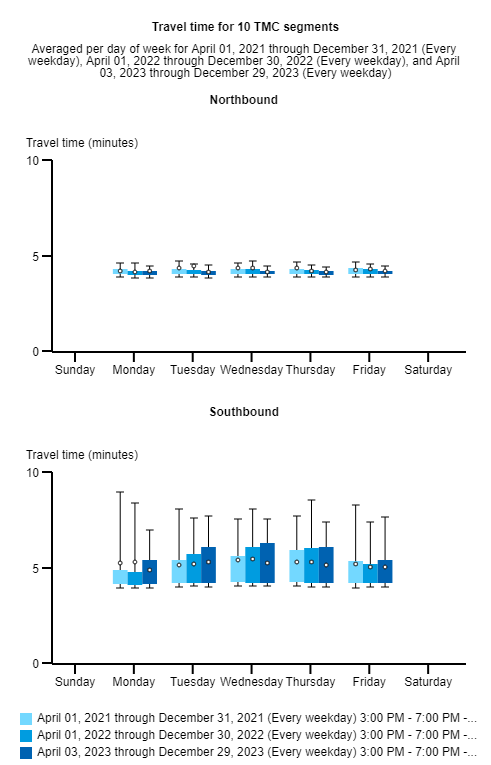 Travel time for 10 TMC segments
Averaged per day of week for April 01, 2021 through December 31, 2021 (Every
weekday), April 01, 2022 through December 30, 2022 (Every weekday), and April
03, 2023 through December 29, 2023 (Every weekday)
Northbound
Travel time (minutes)
10
5
0
Sunday Monday Tuesday Wednesday Thursday Friday Saturday
Southbound
Travel time (minutes)
10
5
0
Sunday Monday Tuesday Wednesday Thursday Friday Saturday
April 01, 2021 through December 31, 2021 (Every weekday) 3:00 PM - 7:00 PM -...
April 01, 2022 through December 30, 2022 (Every weekday) 3:00 PM - 7:00 PM -...
April 03, 2023 through December 29, 2023 (Every weekday) 3:00 PM - 7:00 PM -...